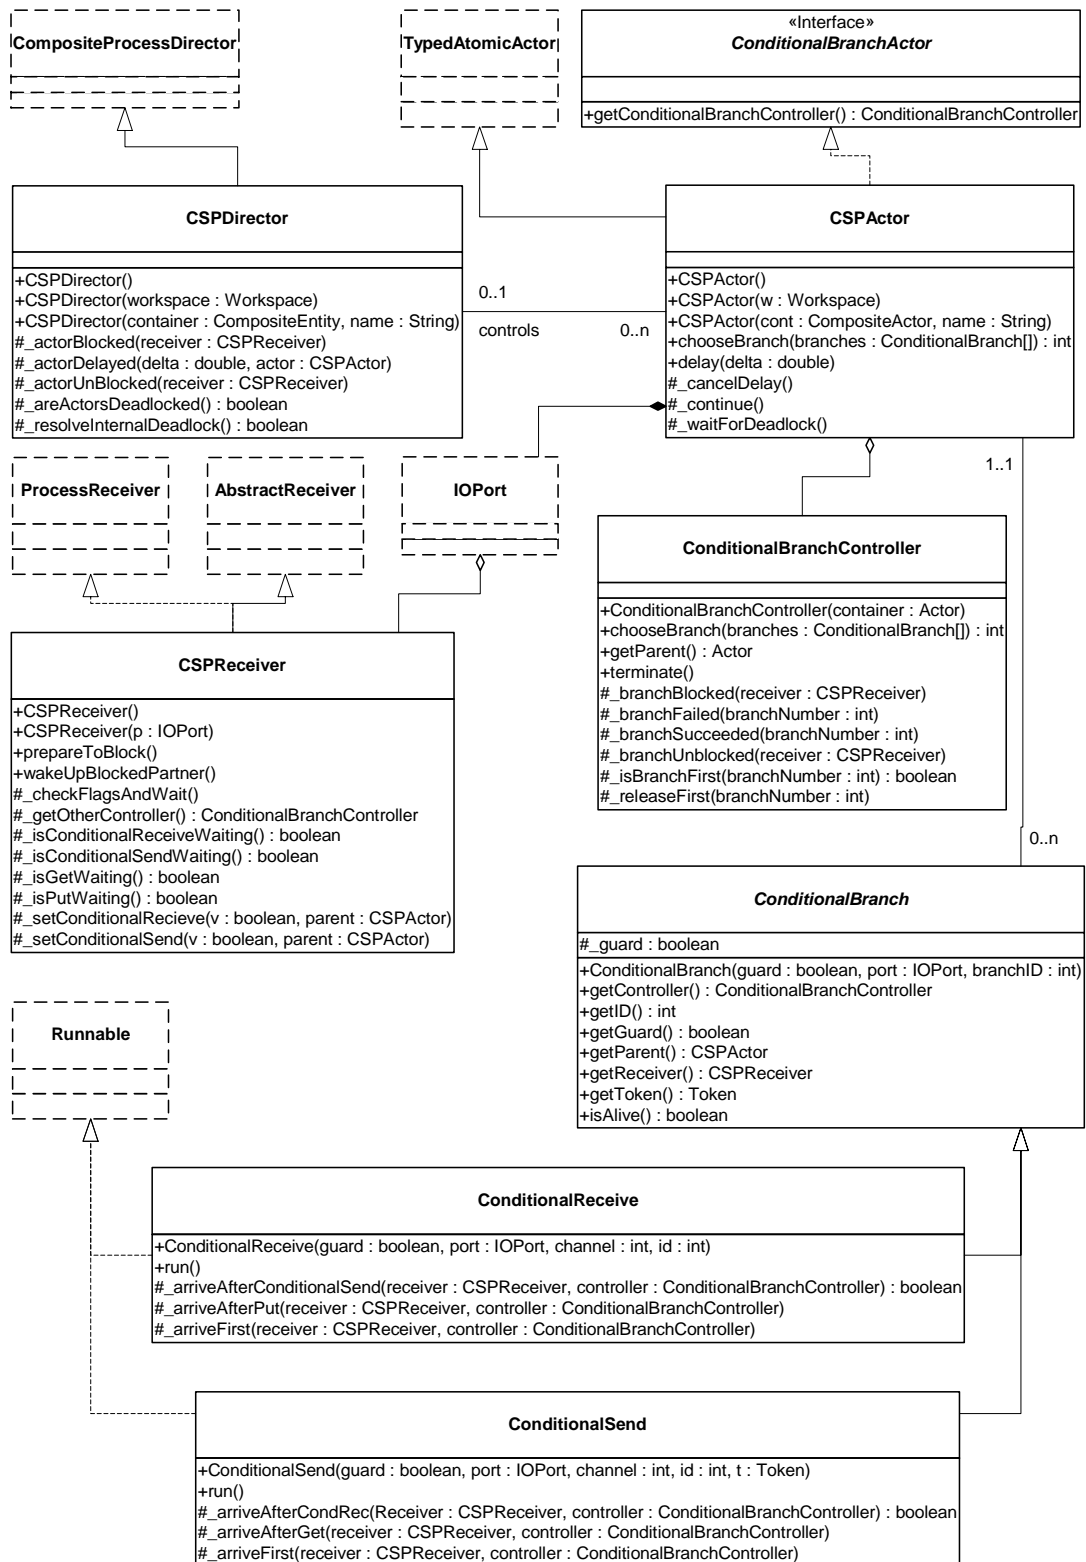 CompositeProcessDirector
TypedAtomicActor
«Interface»
ConditionalBranchActor
+getConditionalBranchController() : ConditionalBranchController
CSPDirector
+CSPDirector()
+CSPDirector(workspace : Workspace)
+CSPDirector(container : CompositeEntity, name : String)
#_actorBlocked(receiver : CSPReceiver)
#_actorDelayed(delta : double, actor : CSPActor)
#_actorUnBlocked(receiver : CSPReceiver)
#_areActorsDeadlocked() : boolean
#_resolveInternalDeadlock() : boolean
0..1
controls
0..n
CSPActor
+CSPActor()
+CSPActor(w : Workspace)
+CSPActor(cont : CompositeActor, name : String)
+chooseBranch(branches : ConditionalBranch[]) : int
+delay(delta : double)
#_cancelDelay()
#_continue()
#_waitForDeadlock()
1..1
ProcessReceiver
AbstractReceiver
IOPort
ConditionalBranchController
+ConditionalBranchController(container : Actor)
+chooseBranch(branches : ConditionalBranch[]) : int
+getParent() : Actor
+terminate()
#_branchBlocked(receiver : CSPReceiver)
#_branchFailed(branchNumber : int)
#_branchSucceeded(branchNumber : int)
#_branchUnblocked(receiver : CSPReceiver)
#_isBranchFirst(branchNumber : int) : boolean
#_releaseFirst(branchNumber : int)
CSPReceiver
+CSPReceiver()
+CSPReceiver(p : IOPort)
+prepareToBlock()
+wakeUpBlockedPartner()
#_checkFlagsAndWait()
#_getOtherController() : ConditionalBranchController
#_isConditionalReceiveWaiting() : boolean
#_isConditionalSendWaiting() : boolean
#_isGetWaiting() : boolean
#_isPutWaiting() : boolean
#_setConditionalRecieve(v : boolean, parent : CSPActor)
#_setConditionalSend(v : boolean, parent : CSPActor)
0..n
ConditionalBranch
#_guard : boolean
+ConditionalBranch(guard : boolean, port : IOPort, branchID : int)
+getController() : ConditionalBranchController
+getID() : int
+getGuard() : boolean
+getParent() : CSPActor
+getReceiver() : CSPReceiver
+getToken() : Token
+isAlive() : boolean
Runnable
ConditionalReceive
+ConditionalReceive(guard : boolean, port : IOPort, channel : int, id : int)
+run()
#_arriveAfterConditionalSend(receiver : CSPReceiver, controller : ConditionalBranchController) : boolean
#_arriveAfterPut(receiver : CSPReceiver, controller : ConditionalBranchController)
#_arriveFirst(receiver : CSPReceiver, controller : ConditionalBranchController)
ConditionalSend
+ConditionalSend(guard : boolean, port : IOPort, channel : int, id : int, t : Token)
+run()
#_arriveAfterCondRec(Receiver : CSPReceiver, controller : ConditionalBranchController) : boolean
#_arriveAfterGet(receiver : CSPReceiver, controller : ConditionalBranchController)
#_arriveFirst(receiver : CSPReceiver, controller : ConditionalBranchController)